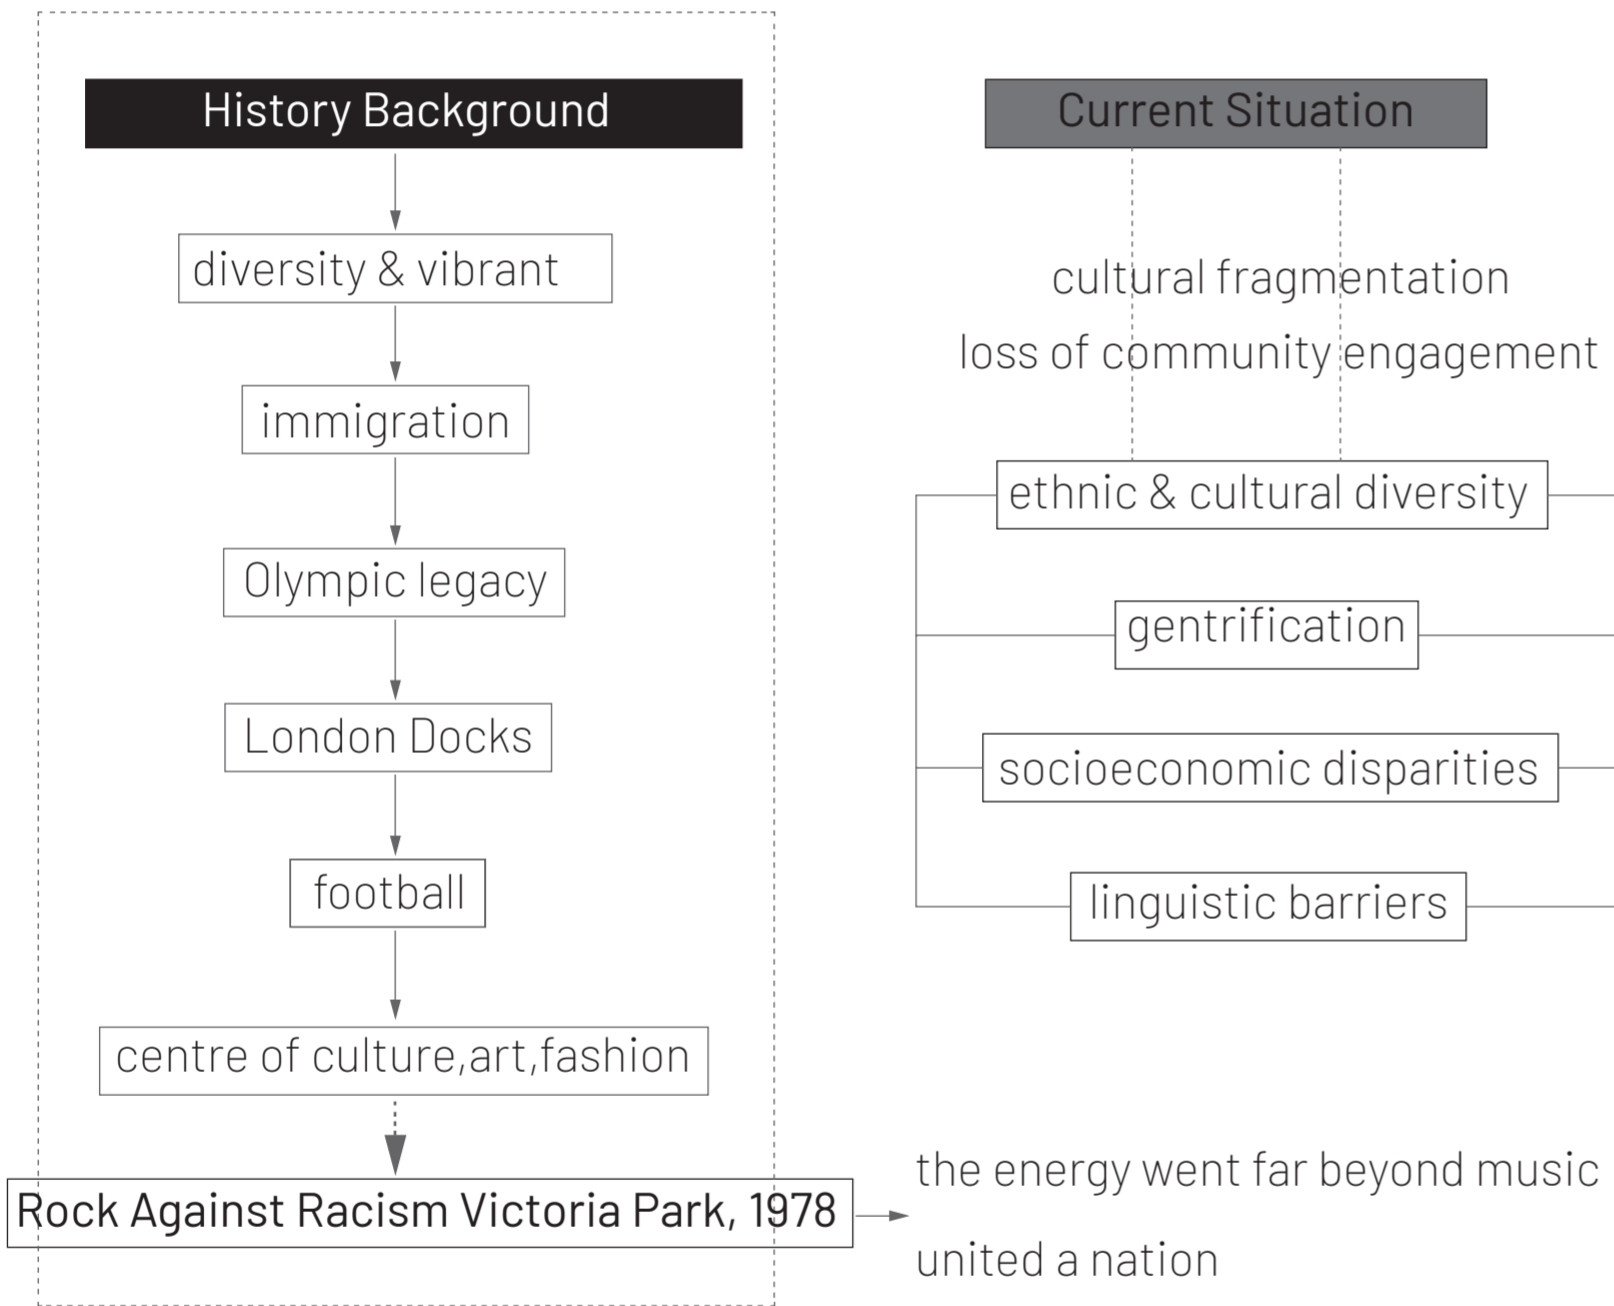 History Background
diversity & vibrant
immigration
Olympic legacy
London Docks
football
centre of culture,art,fashion
Rock Against Racism Victoria Park, 1978
the energy went far beyond music
united a nation
Current Situation
cultural fragmentation
loss of community engagement
ethnic & cultural diversity
gentrification
socioeconomic disparities
linguistic barriers